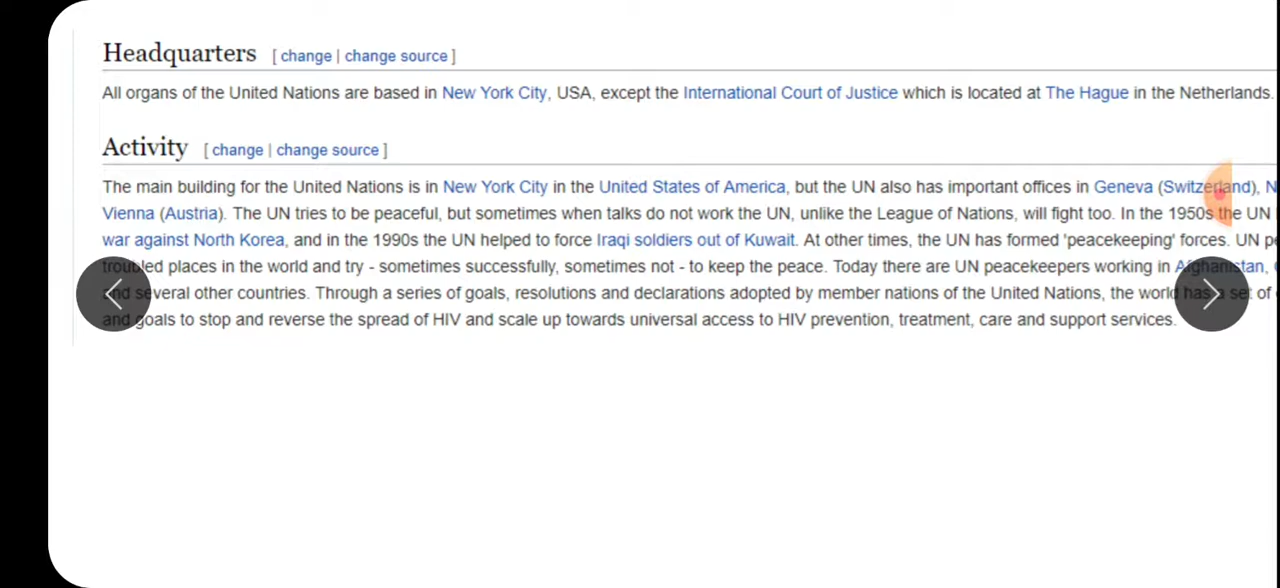 Headquarters [ change | change source ]
All organs of the United Nations are based in New York City, USA, except the International Court of Justice which is located at The Hague in the Netherlands.
Activity [ change | change source ]
The main building for the United Nations is in New York City in the United States of America, but the UN also has important offices in Geneva (Switzerland), N
Vienna (Austria). The UN tries to be peaceful, but sometimes when talks do not work the UN, unlike the League of Nations, will fight too. In the 1950s the UN
war against North Korea, and in the 1990s the UN helped to force Iraqi soldiers out of Kuwait. At other times, the UN has formed 'peacekeeping' forces. UN pe
troubled places in the world and try - sometimes successfully, sometimes not - to keep the peace. Today there are UN peacekeepers working in Afghanistan,
and several other countries. Through a series of goals, resolutions and declarations adopted by member nations of the United Nations, the world has a set of
and goals to stop and reverse the spread of HIV and scale up towards universal access to HIV prevention, treatment, care and support services.